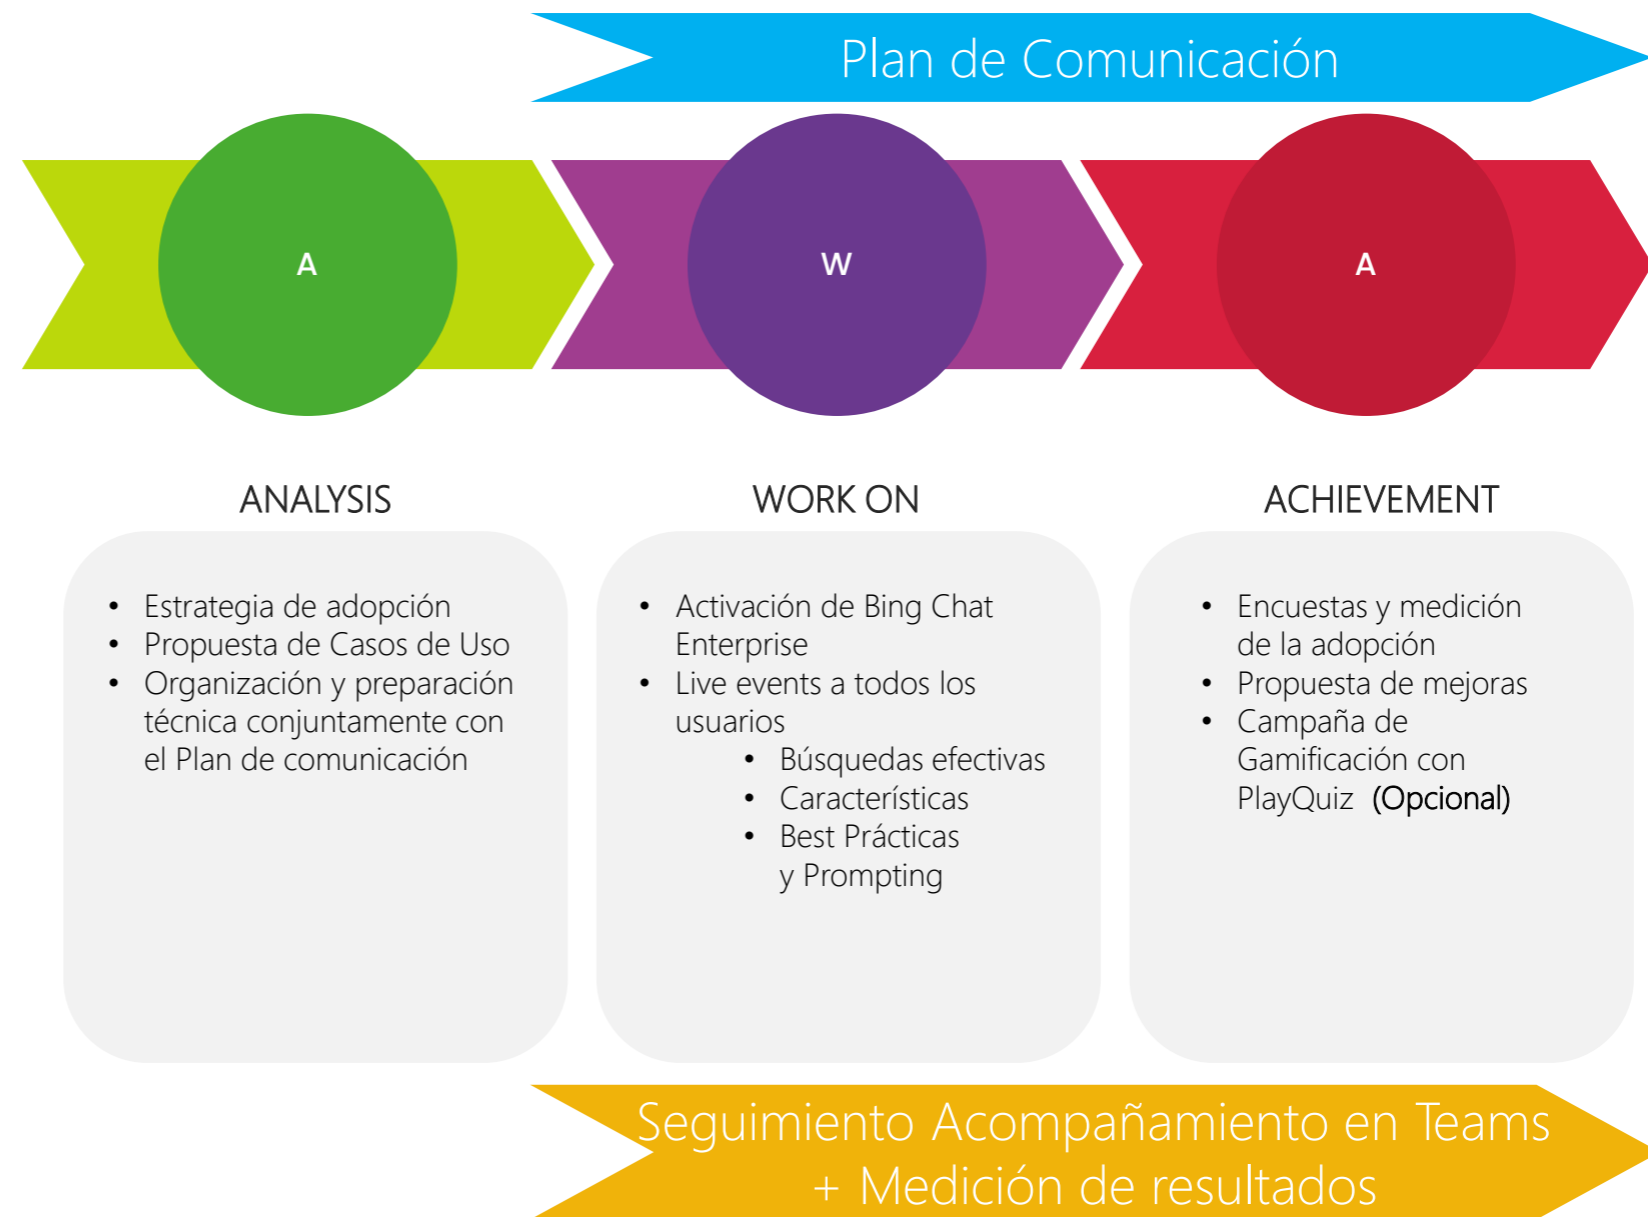 Plan de Comunicación
A
W
A
ANALYSIS
• Estrategia de adopción
• Propuesta de Casos de Uso
• Organización y preparación
técnica conjuntamente con
el Plan de comunicación
WORK ON
• Activación de Bing Chat
Enterprise
• Live events a todos los
usuarios
• Búsquedas efectivas
• Características
• Best Prácticas
y Prompting
ACHIEVEMENT
• Encuestas y medición
de la adopción
• Propuesta de mejoras
• Campaña de
Gamificación con
PlayQuiz (Opcional)
Seguimiento Acompañamiento en Teams
+ Medición de resultados